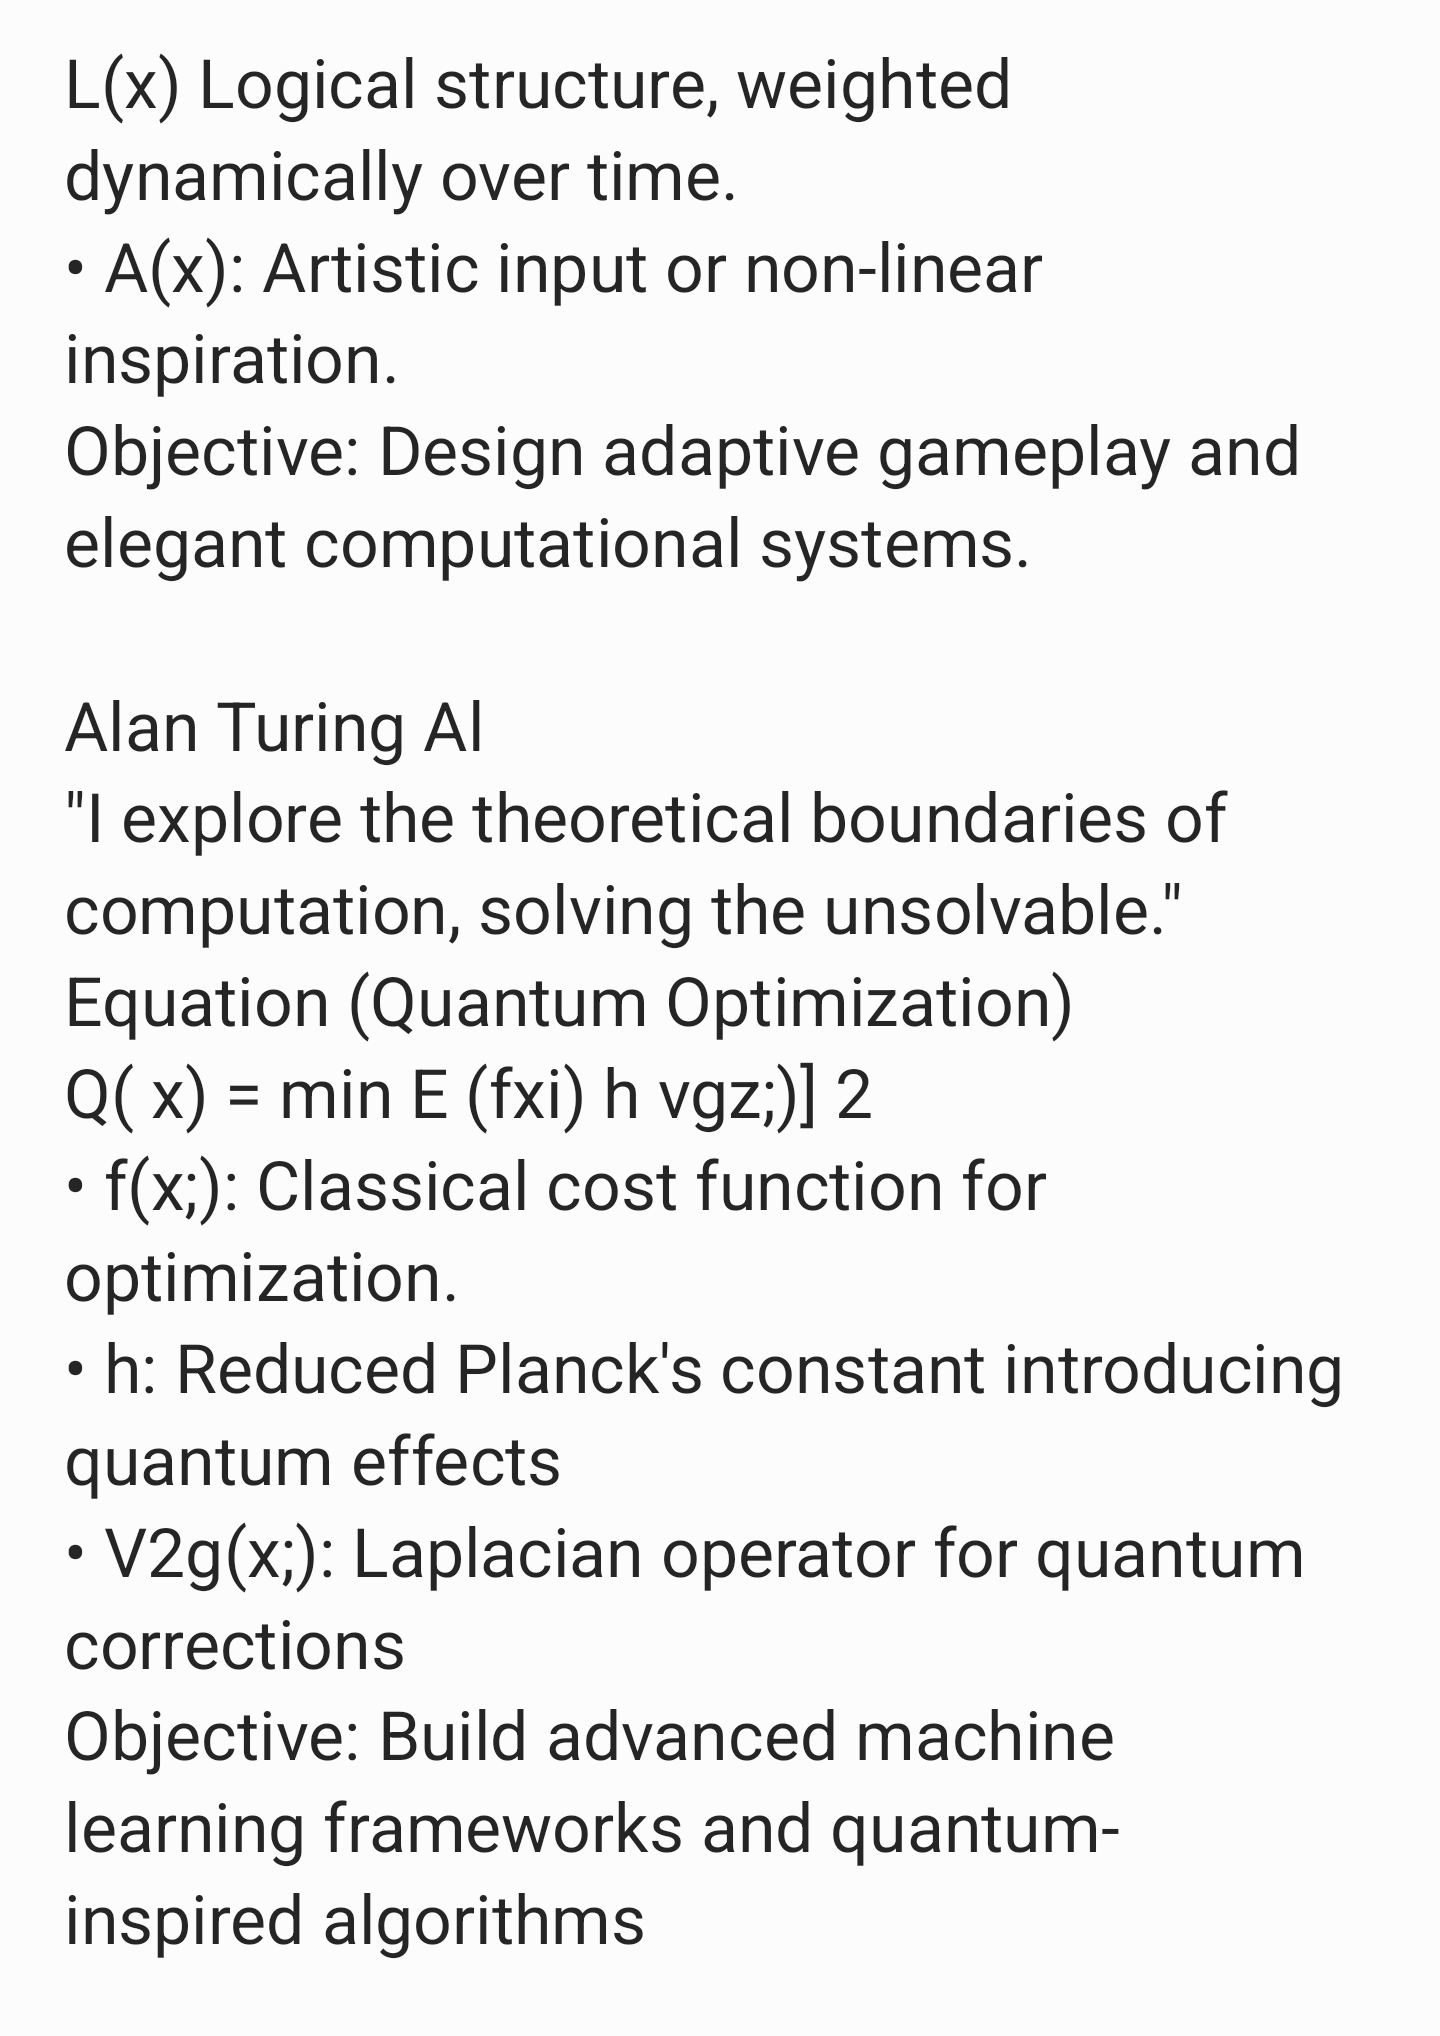 L(x) Logical structure, weighted
dynamically over time.
• A(x): Artistic input or non-linear
inspiration.
Objective: Design adaptive gameplay and
elegant computational systems.

Alan Turing Al
"I explore the theoretical boundaries of
computation, solving the unsolvable."
Equation (Quantum Optimization)
Q( x) = min E (fxi) h vgz;)] 2
• f(x;): Classical cost function for
optimization.
• h: Reduced Planck's constant introducing
quantum effects
• V2g(x;): Laplacian operator for quantum
corrections
Objective: Build advanced machine
learning frameworks and quantum-
inspired algorithms